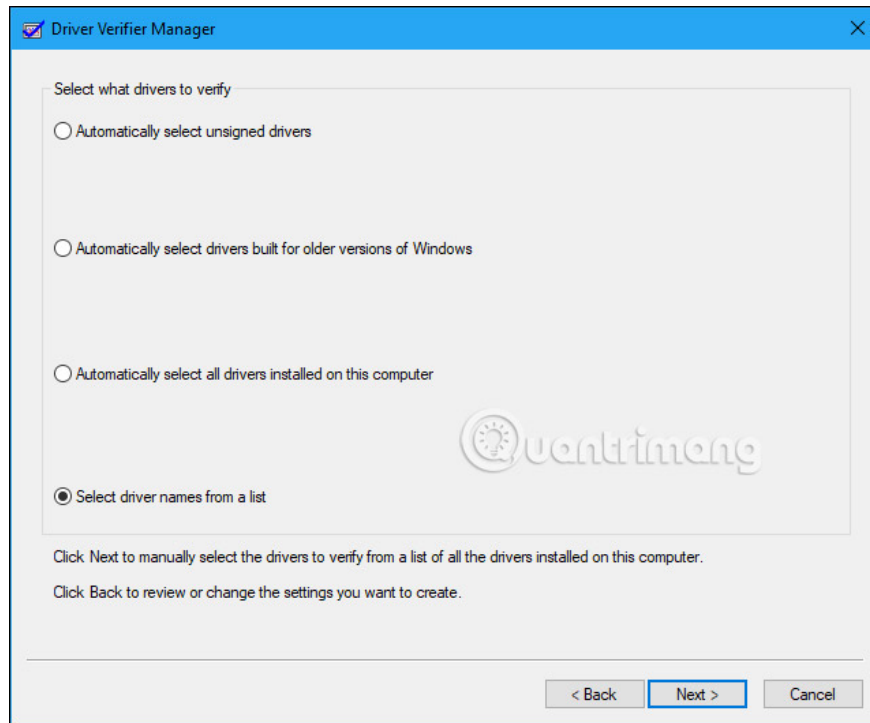 Driver Verifier Manager
Select what drivers to verify
Automatically select unsigned drivers
Automatically select drivers built for older versions of Windows
Automatically select all drivers installed on this computer
Quantrimang
Select driver names from a list
Click Next to manually select the drivers to verify from a list of all the drivers installed on this computer.
Click Back to review or change the settings you want to create.
< Back Next > Cancel